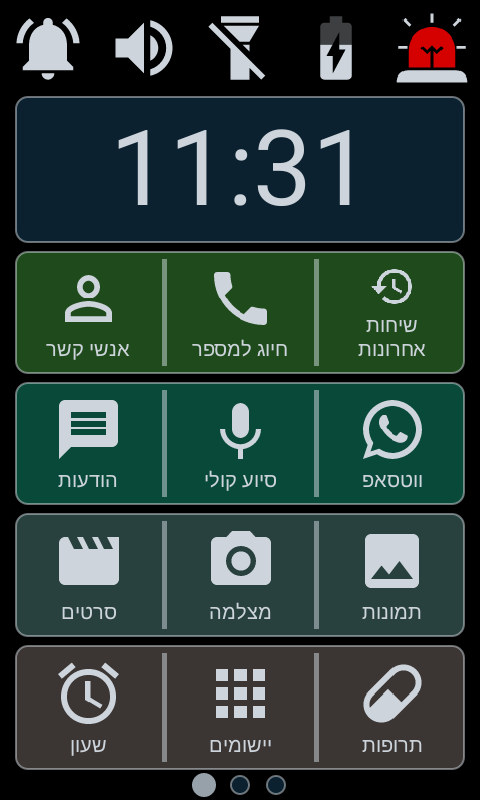 11:31
שיחות
אחרונות
חיוג למספר
אנשי קשר
ווטסאפ
סיוע קולי
הודעות
תמונות
מצלמה
סרטים
תרופות
יישומים
שעון